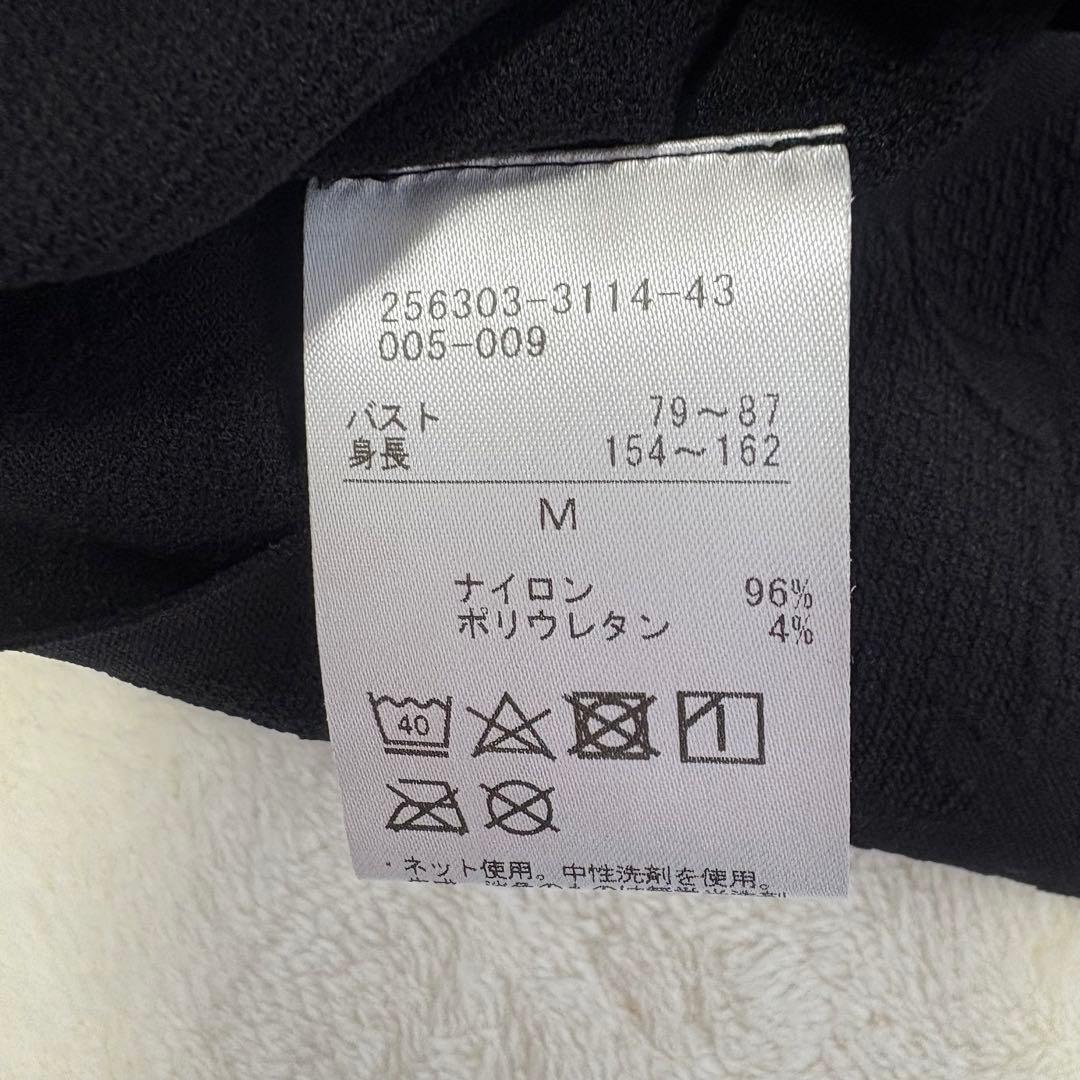 256303-3114-43
005-009
バスト 79～87
身長 154～162
M
ナイロン 96%
ポリウレタン 4%
40
・ネット使用。中性洗剤を使用。